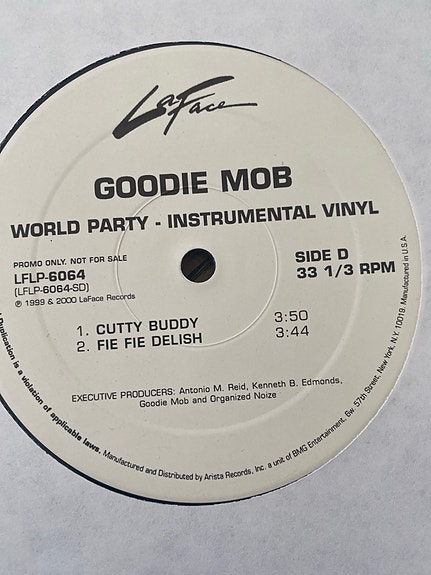 LaFace
GOODIE MOB
WORLD PARTY - INSTRUMENTAL VINYL
PROMO ONLY. NOT FOR SALE
LFLP-6064
(LFLP-6064-SD)
℗ 1999 & 2000 LaFace Records
SIDE D
33 1/3 RPM
1. CUTTY BUDDY 3:50
2. FIE FIE DELISH 3:44
EXECUTIVE PRODUCERS: Antonio M. Reid, Kenneth B. Edmonds,
Goodie Mob and Organized Noize
Duplication is a violation of applicable laws. Manufactured and Distributed by Arista Records, Inc. a unit of BMG Entertainment, 6w. 57th Street, New York, N.Y. 10019. Manufactured in U.S.A.